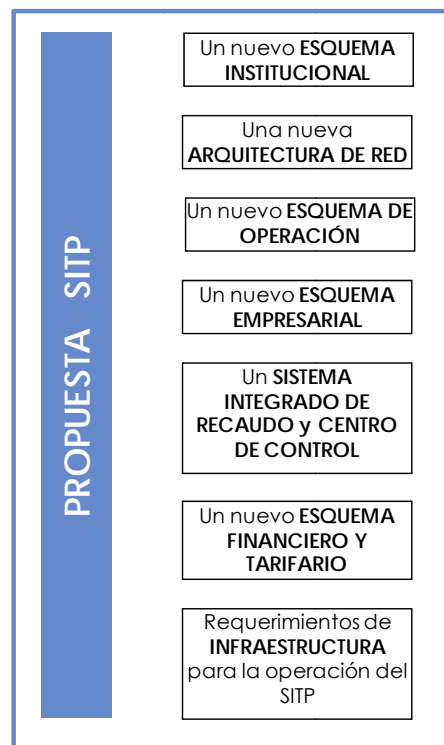 PROPUESTA SITP
Un nuevo ESQUEMA
INSTITUCIONAL
Una nueva
ARQUITECTURA DE RED
Un nuevo ESQUEMA DE
OPERACIÓN
Un nuevo ESQUEMA
EMPRESARIAL
Un SISTEMA
INTEGRADO DE
RECAUDO y CENTRO
DE CONTROL
Un nuevo ESQUEMA
FINANCIERO Y
TARIFARIO
Requerimientos de
INFRAESTRUCTURA
para la operación del
SITP